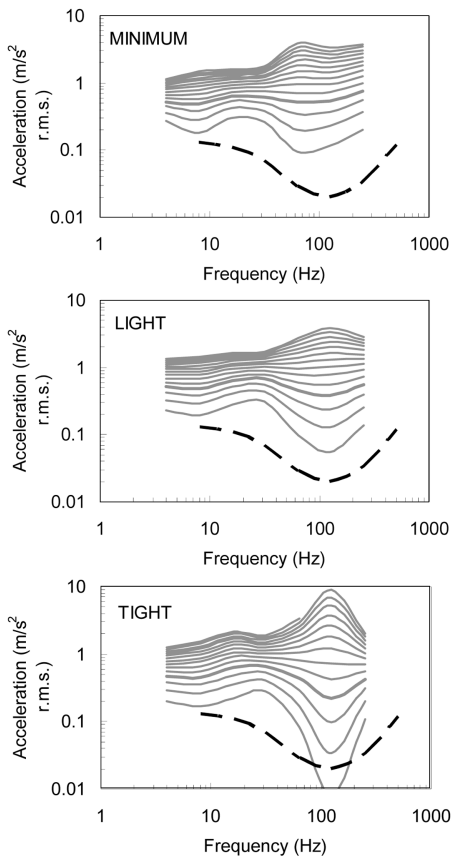 10
MINIMUM
1
0.1
0.01
Acceleration (m/s²
r.m.s.)
1 10 100 1000
Frequency (Hz)
10
LIGHT
1
0.1
0.01
Acceleration (m/s²
r.m.s.)
1 10 100 1000
Frequency (Hz)
10
TIGHT
1
0.1
0.01
Acceleration (m/s²
r.m.s.)
1 10 100 1000
Frequency (Hz)